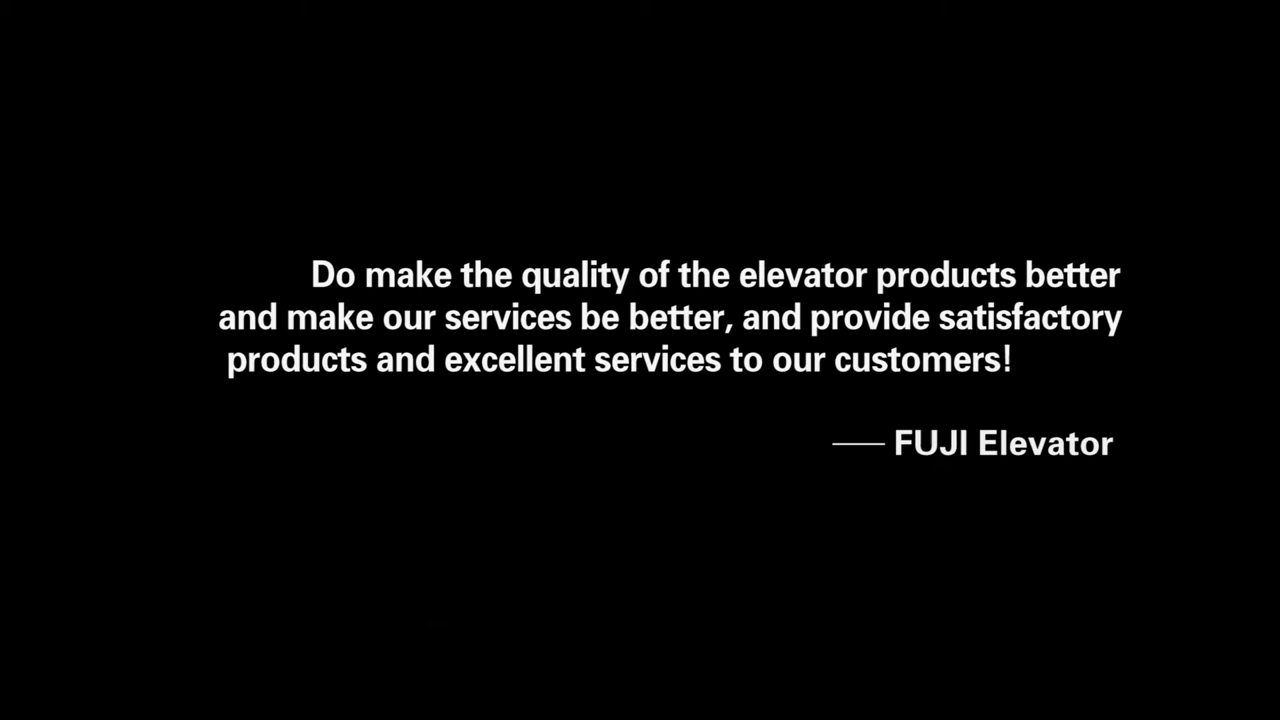 Do make the quality of the elevator products better
and make our services be better, and provide satisfactory
products and excellent services to our customers!
—— FUJI Elevator